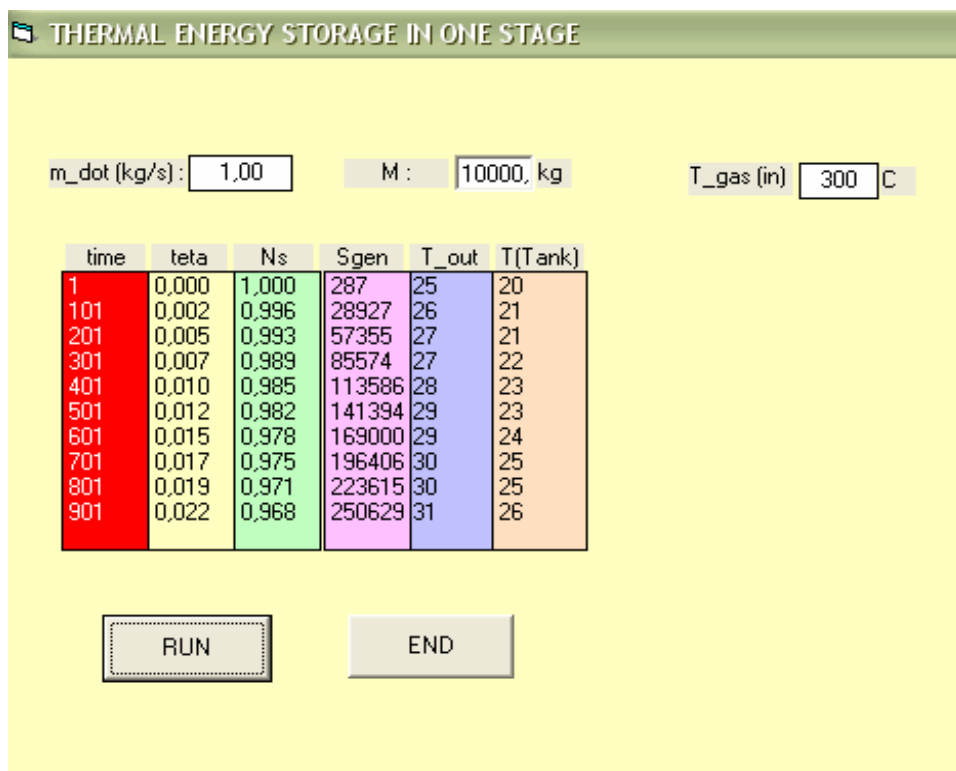 THERMAL ENERGY STORAGE IN ONE STAGE
m_dot (kg/s) : 1,00 M : 10000, kg T_gas (in) 300 C
time teta Ns Sgen T_out T(Tank)
1 0,000 1,000 287 25 20
101 0,002 0,996 28927 26 21
201 0,005 0,993 57355 27 21
301 0,007 0,989 85574 27 22
401 0,010 0,985 113586 28 23
501 0,012 0,982 141394 29 23
601 0,015 0,978 169000 29 24
701 0,017 0,975 196406 30 25
801 0,019 0,971 223615 30 25
901 0,022 0,968 250629 31 26
RUN END